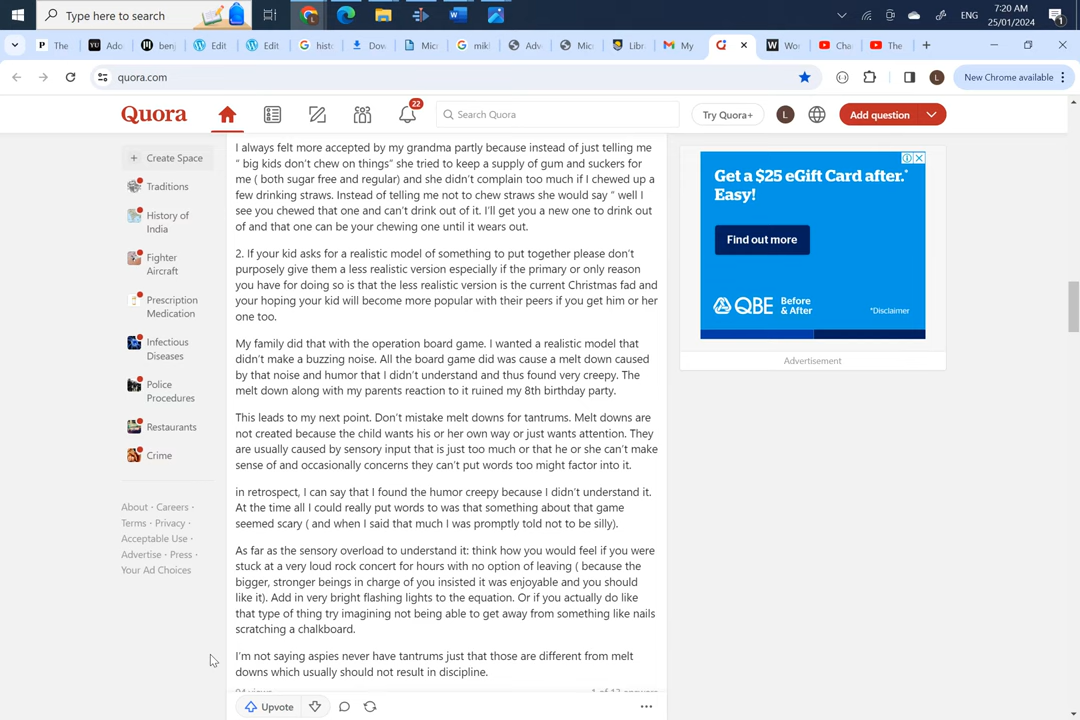 Type here to search
ENG
7:20 AM
25/01/2024
1
The
Ado
benj
Edit
Edit
histo
Dow
Micr
mik
Adv
Mic
Libr
My
Wor
Cha
The
quora.com
L
New Chrome available
Quora
22
Search Quora
Try Quora+
L
Add question
Create Space
Traditions
History of
India
Fighter
Aircraft
Prescription
Medication
Infectious
Diseases
Police
Procedures
Restaurants
Crime
About · Careers ·
Terms · Privacy ·
Acceptable Use ·
Advertise · Press ·
Your Ad Choices
I always felt more accepted by my grandma partly because instead of just telling me
“ big kids don’t chew on things” she tried to keep a supply of gum and suckers for
me ( both sugar free and regular) and she didn’t complain too much if I chewed up a
few drinking straws. Instead of telling me not to chew straws she would say “ well I
see you chewed that one and can’t drink out of it. I’ll get you a new one to drink out
of and that one can be your chewing one until it wears out.
2. If your kid asks for a realistic model of something to put together please don’t
purposely give them a less realistic version especially if the primary or only reason
you have for doing so is that the less realistic version is the current Christmas fad and
your hoping your kid will become more popular with their peers if you get him or her
one too.
My family did that with the operation board game. I wanted a realistic model that
didn’t make a buzzing noise. All the board game did was cause a melt down caused
by that noise and humor that I didn’t understand and thus found very creepy. The
melt down along with my parents reaction to it ruined my 8th birthday party.
This leads to my next point. Don’t mistake melt downs for tantrums. Melt downs are
not created because the child wants his or her own way or just wants attention. They
are usually caused by sensory input that is just too much or that he or she can’t make
sense of and occasionally concerns they can’t put words too might factor into it.
in retrospect, I can say that I found the humor creepy because I didn’t understand it.
At the time all I could really put words to was that something about that game
seemed scary ( and when I said that much I was promptly told not to be silly).
As far as the sensory overload to understand it: think how you would feel if you were
stuck at a very loud rock concert for hours with no option of leaving ( because the
bigger, stronger beings in charge of you insisted it was enjoyable and you should
like it). Add in very bright flashing lights to the equation. Or if you actually do like
that type of thing try imagining not being able to get away from something like nails
scratching a chalkboard.
I’m not saying aspies never have tantrums just that those are different from melt
downs which usually should not result in discipline.
Upvote
Get a $25 eGift Card after.*
Easy!
Find out more
QBE
Before
& After
*Disclaimer
Advertisement